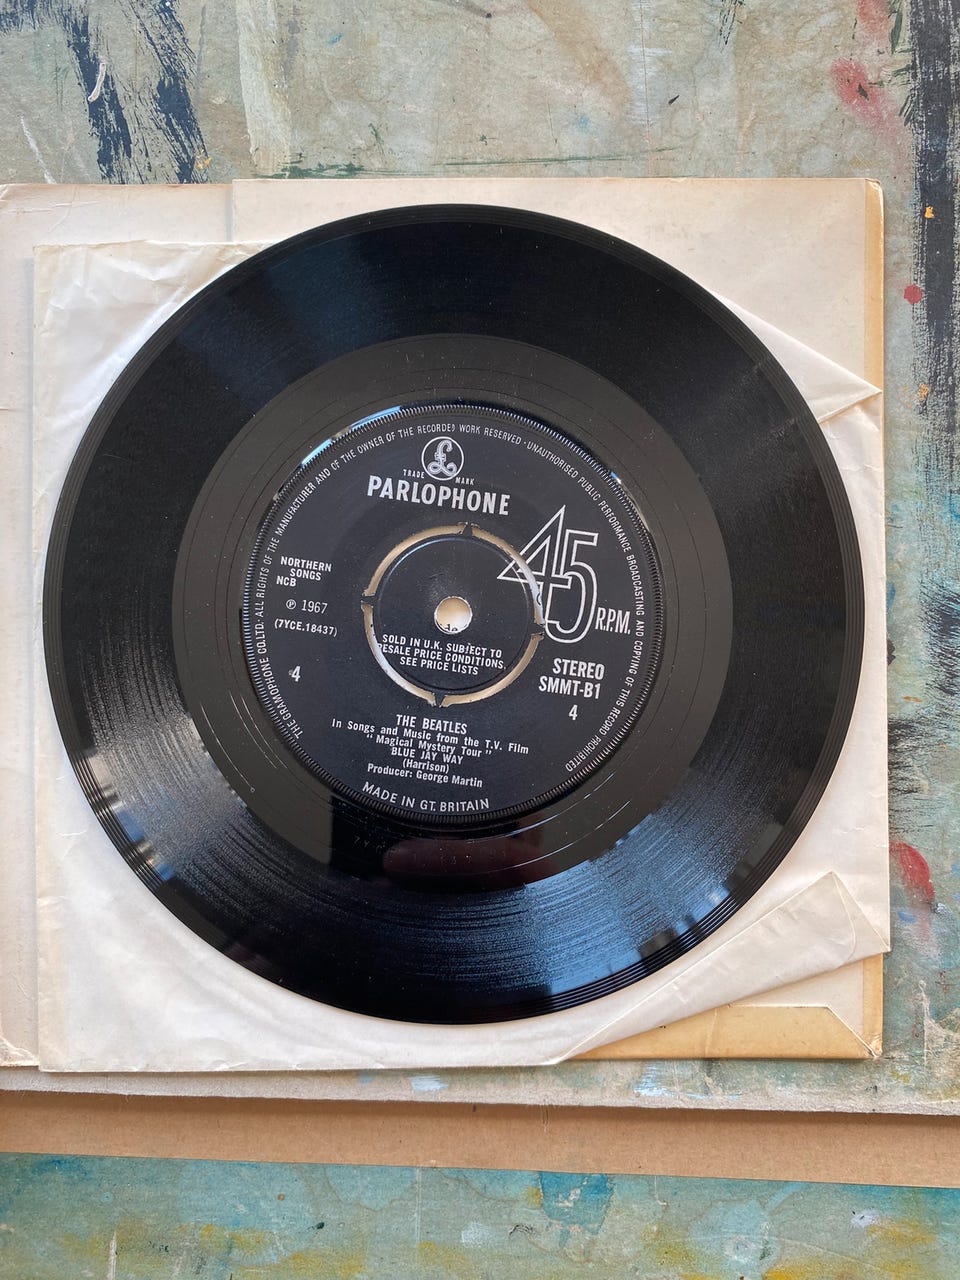 THE GRAMOPHONE CO.LTD. ALL RIGHTS OF THE MANUFACTURER AND OF THE OWNER OF THE RECORDED WORK RESERVED · UNAUTHORISED PUBLIC PERFORMANCE BROADCASTING AND COPYING OF THIS RECORD PROHIBITED
£
TRADE MARK
PARLOPHONE
45
R.P.M.
NORTHERN
SONGS
NCB
℗ 1967
(7YCE.18437)
4
SOLD IN U.K. SUBJECT TO
RESALE PRICE CONDITIONS,
SEE PRICE LISTS
STEREO
SMMT-B1
4
THE BEATLES
In Songs and Music from the T.V. Film
"Magical Mystery Tour"
BLUE JAY WAY
(Harrison)
Producer: George Martin
MADE IN GT. BRITAIN